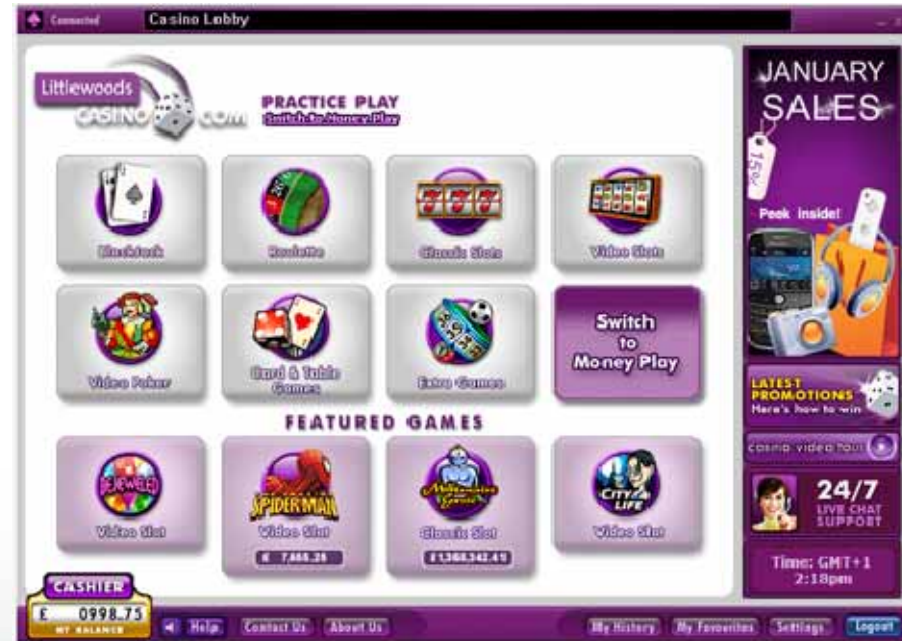 Connected
Casino Lobby
Littlewoods
CASINO COM
PRACTICE PLAY
Switch to Money Play
Blackjack
Roulette
777
Classic Slots
Video Slots
Video Poker
Card & Table
Games
Extra Games
Switch
to
Money Play
FEATURED GAMES
BEJEWELED
Video Slot
SPIDER-MAN
Video Slot
Millionaires
Genie
Classic Slot
£1,368,342.41
CITY
LIFE
Video Slot
CASHIER
£ 0998.75
MY BALANCE
Help
Contact Us
About Us
My History
My Favourites
Settings
Logout
JANUARY
SALES
15%
Peek inside!
LATEST
PROMOTIONS
Here's how to win
casino video tour
24/7
LIVE CHAT
SUPPORT
Time: GMT+1
2:18pm